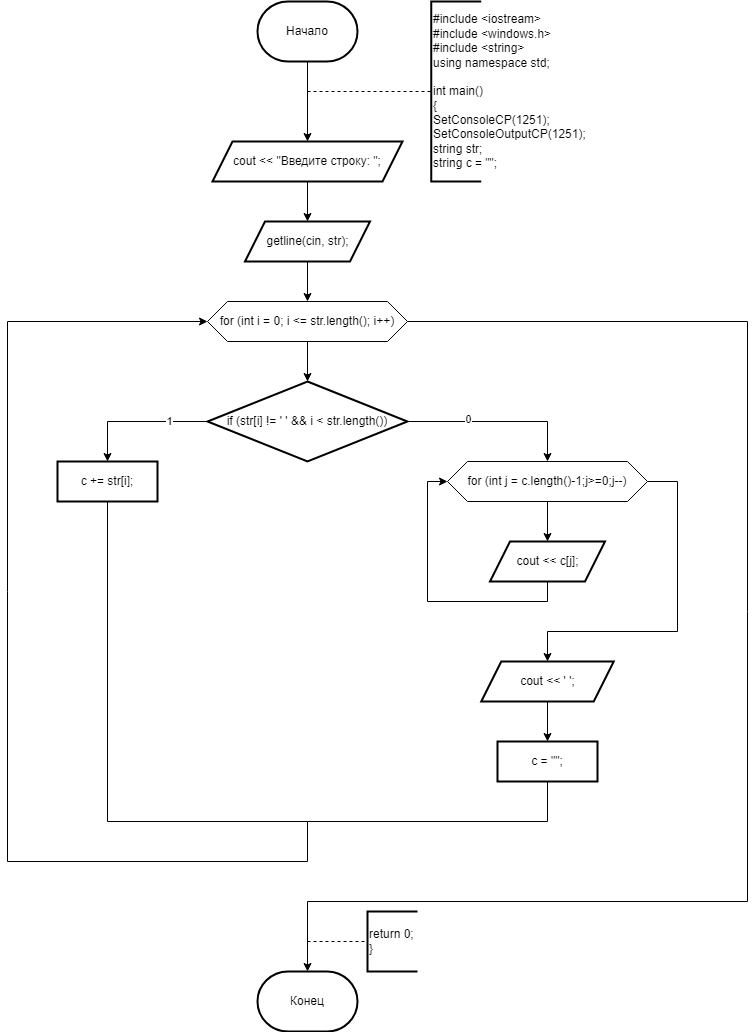 Начало
#include <iostream>
#include <windows.h>
#include <string>
using namespace std;
int main()
{
SetConsoleCP(1251);
SetConsoleOutputCP(1251);
string str;
string c = "";
cout << "Введите строку: ";
getline(cin, str);
for (int i = 0; i <= str.length(); i++)
if (str[i] != ' ' && i < str.length())
1
0
c += str[i];
for (int j = c.length()-1;j>=0;j--)
cout << c[j];
cout << ' ';
c = "";
return 0;
}
Конец